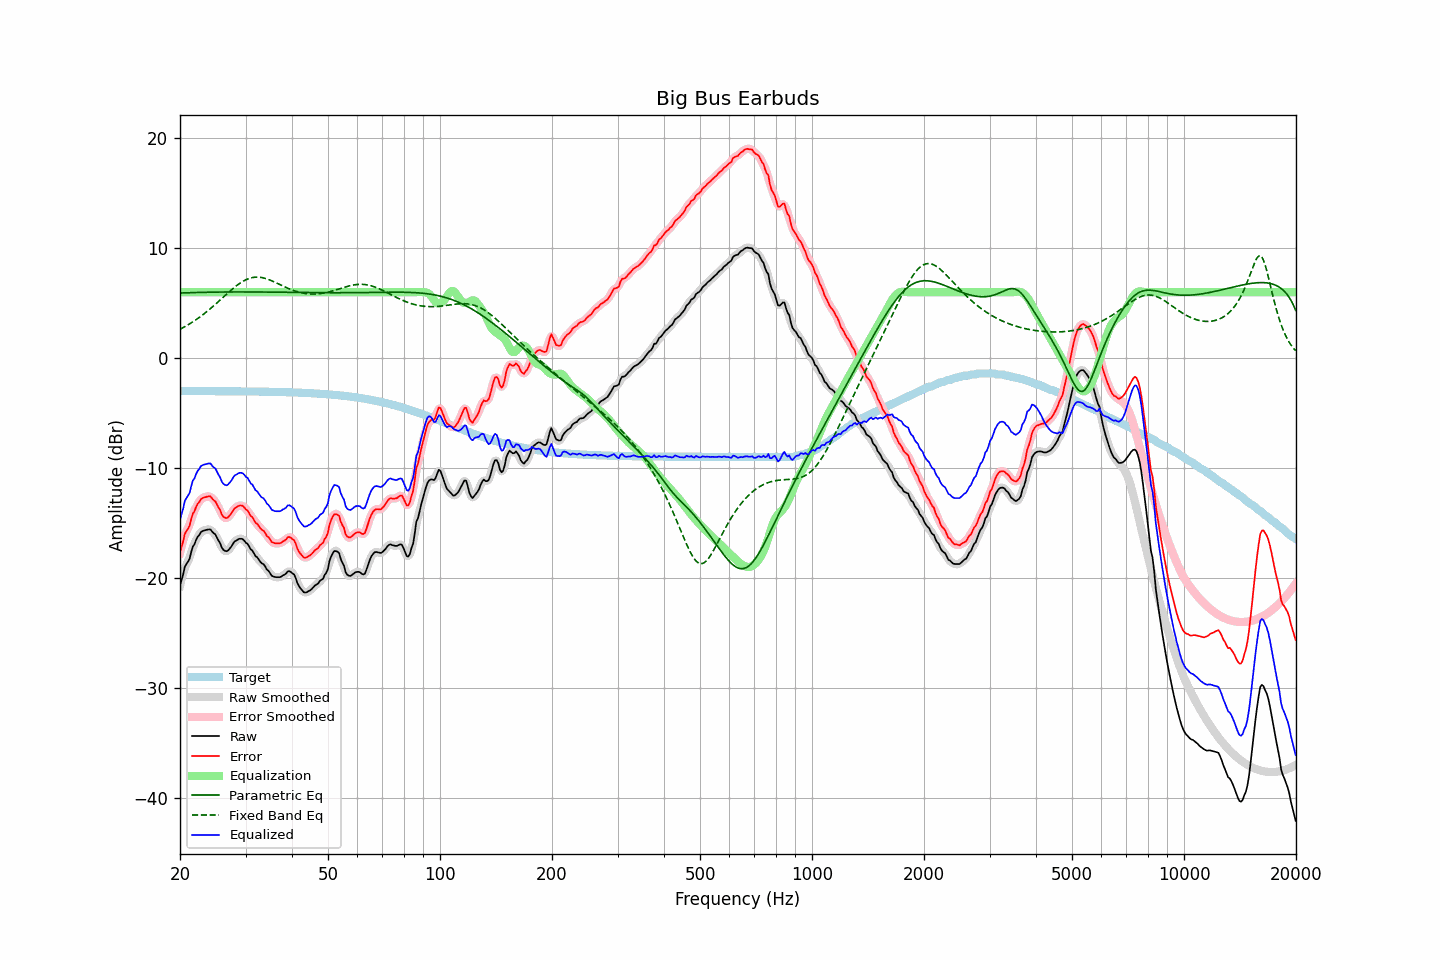 Big Bus Earbuds
20
10
0
−10
−20
−30
−40
Amplitude (dBr)
Target
Raw Smoothed
Error Smoothed
Raw
Error
Equalization
Parametric Eq
Fixed Band Eq
Equalized
20 50 100 200 500 1000 2000 5000 10000 20000
Frequency (Hz)